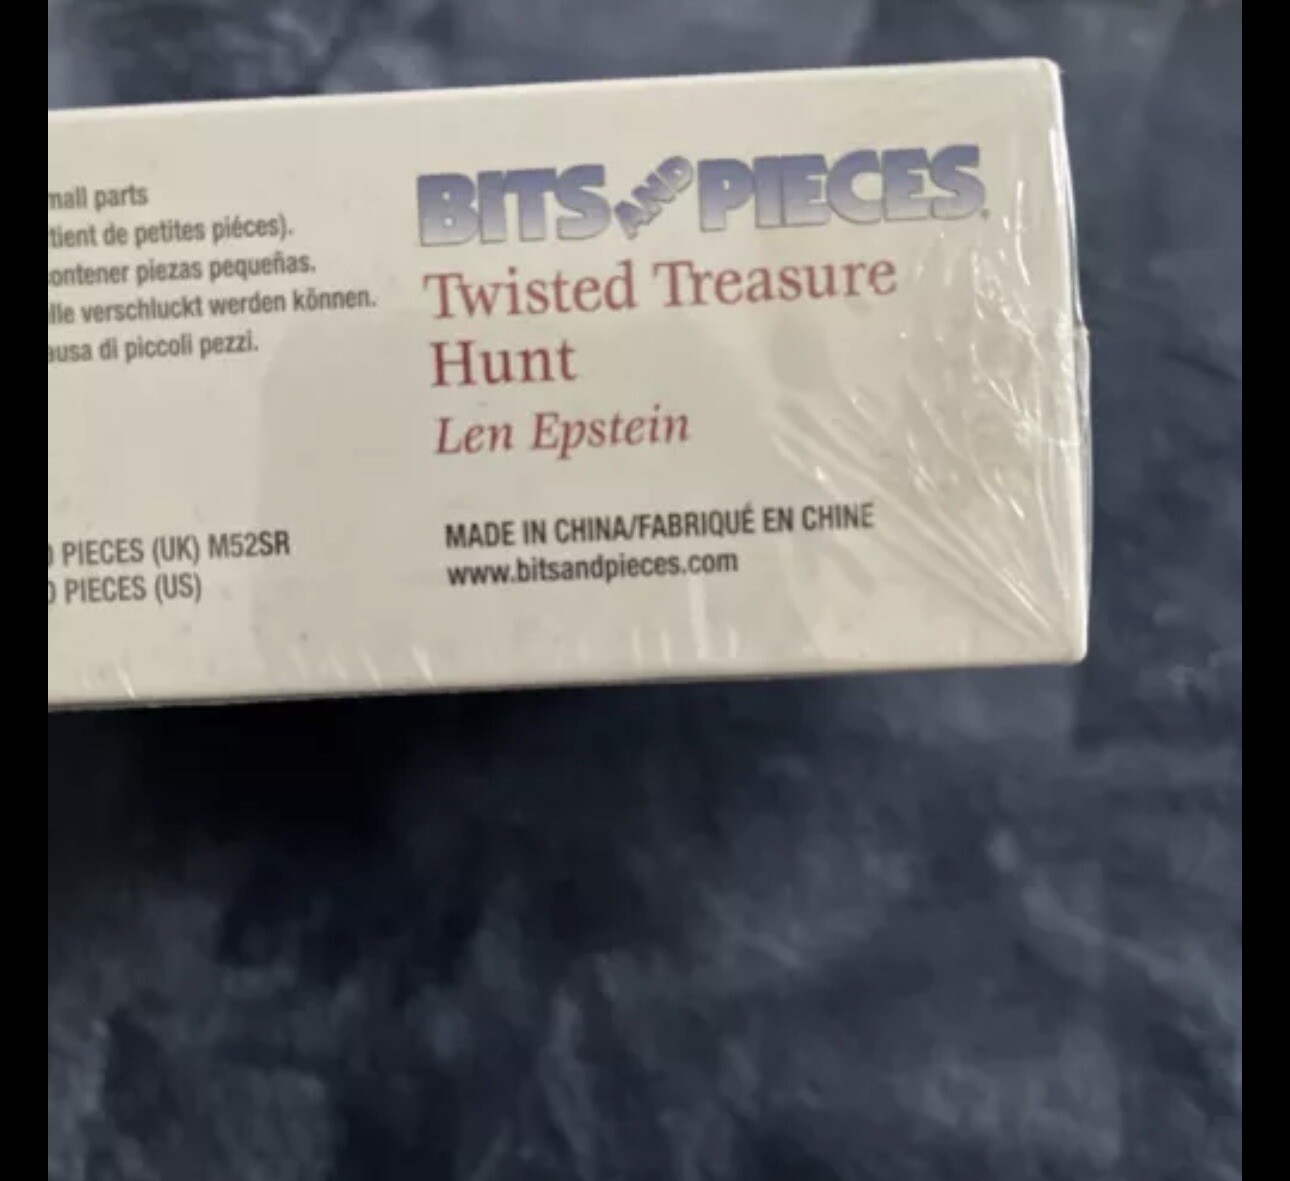 mall parts
tient de petites piéces).
ontener piezas pequeñas.
lle verschluckt werden können.
ausa di piccoli pezzi.
PIECES (UK) M52SR
PIECES (US)
BITS AND PIECES.
Twisted Treasure
Hunt
Len Epstein
MADE IN CHINA/FABRIQUÉ EN CHINE
www.bitsandpieces.com